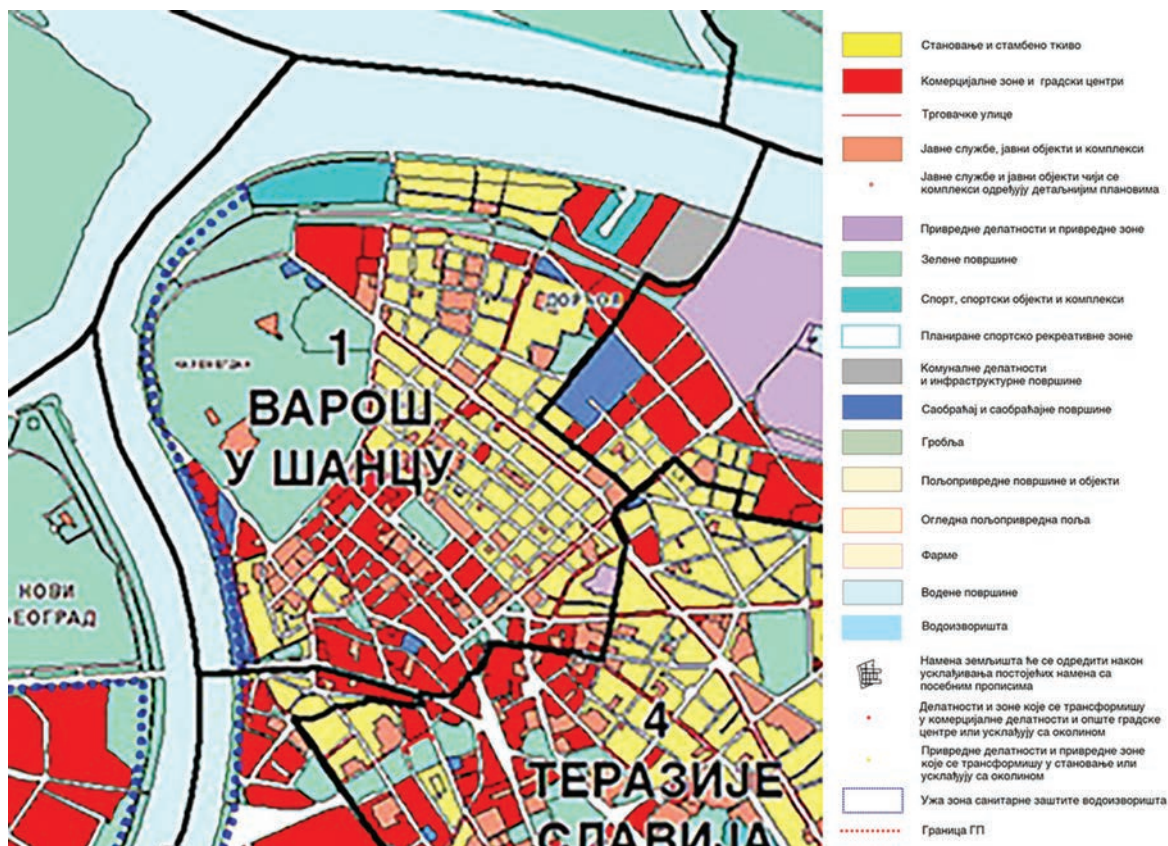 1
ВАРОШ
У ШАНЦУ
ДОРЋОЛ
НОВИ
ЕОГРАД
4
ТЕРАЗИЈЕ
СЛАВИЈА
Становање и стамбено ткиво
Комерцијалне зоне и градски центри
Трговачке улице
Јавне службе, јавни објекти и комплекси
Јавне службе и јавни објекти чији се
комплекси одређују детаљнијим плановима
Привредне делатности и привредне зоне
Зелене површине
Спорт, спортски објекти и комплекси
Планиране спортско рекреативне зоне
Комуналне делатности
и инфраструктурне површине
Саобраћај и саобраћајне површине
Гробља
Пољопривредне површине и објекти
Огледна пољопривредна поља
Фарме
Водене површине
Водоизворишта
Намена земљишта ће се одредити након
усклађивања постојећих намена са
посебним прописима
Делатности и зоне које се трансформишу
у комерцијалне делатности и опште градске
центре или усклађују са околином
Привредне делатности и привредне зоне
које се трансформишу у становање или
усклађују са околином
Ужа зона санитарне заштите водоизворишта
Граница ГП